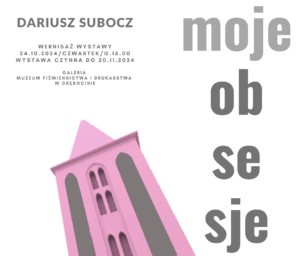 DARIUSZ SUBOCZ
WERNISAŻ WYSTAWY
24.10.2024/CZWARTEK/G.16.00
WYSTAWA CZYNNA DO 20.11.2024
GALERIA
MUZEUM PIŚMIENNICTWA I DRUKARSTWA
W GRĘBOCINIE
moje
ob
se
sje